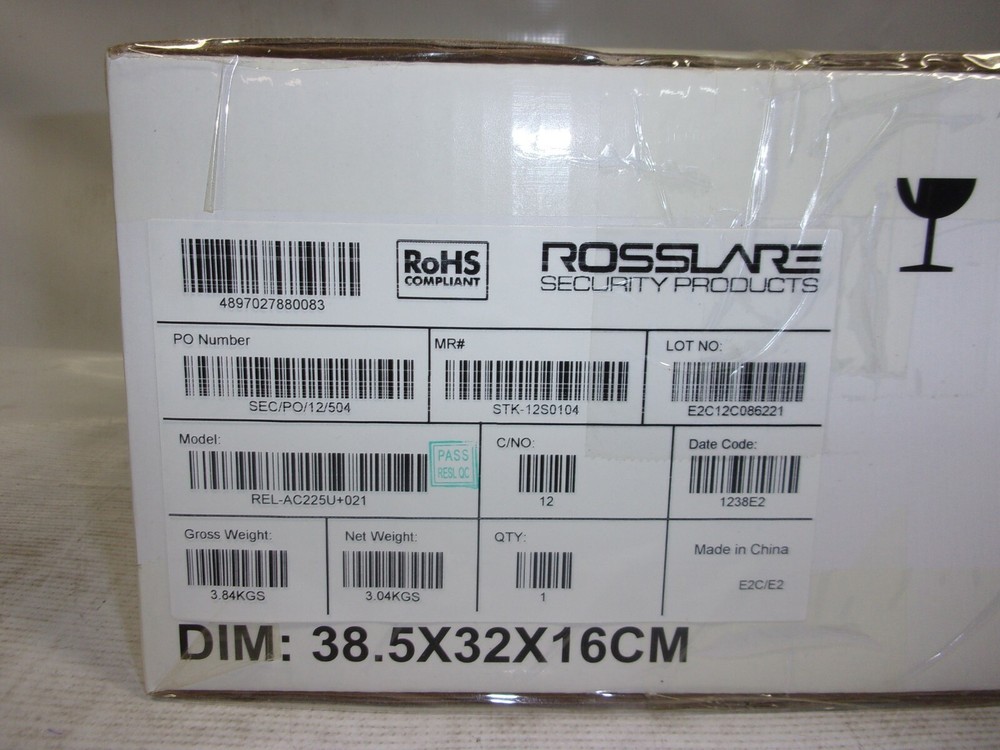 4897027880083
RoHS
COMPLIANT
ROSSLARE
SECURITY PRODUCTS
PO Number
SEC/PO/12/504
MR#
STK-12S0104
LOT NO:
E2C12C086221
Model:
REL-AC225U+021
PASS
RESL QC
C/NO:
12
Date Code:
1238E2
Gross Weight:
3.84KGS
Net Weight:
3.04KGS
QTY:
1
Made in China
E2C/E2
DIM: 38.5X32X16CM